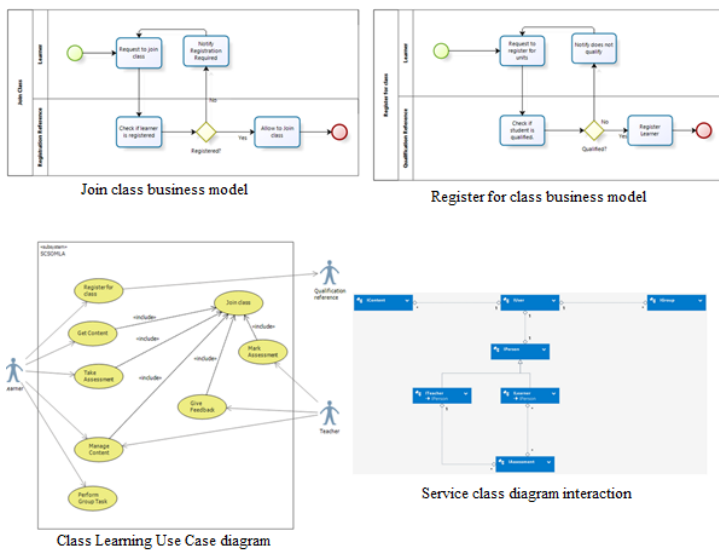 Join Class
Learner
Registration Reference
Request to join
class
Notify
Registration
Required
No
Check if learner
is registered
Registered?
Yes
Allow to Join
class
Join class business model
Register for class
Learner
Qualification Reference
Request to
register for
units
Notify does not
qualify
Check if
student is
qualified.
No
Qualified?
Yes
Register
Learner
Register for class business model
«subsystem»
SCSOMLA
Register for
class
Join class
Get Content
«include»
«include»
«include»
«include»
«include»
Take
Assessment
Mark
Assessment
Give
Feedback
Manage
Content
Perform
Group Task
earner
Qualification
reference
Teacher
Class Learning Use Case diagram
IContent
IUser
IGroup
IPerson
ITeacher
IPerson
ILearner
IPerson
IAssessment
Service class diagram interaction